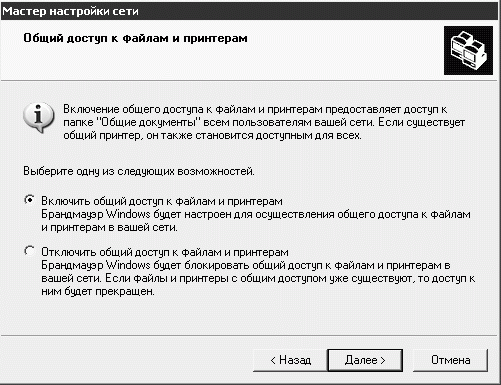 Мастер настройки сети
Общий доступ к файлам и принтерам
Включение общего доступа к файлам и принтерам предоставляет доступ к
папке "Общие документы" всем пользователям вашей сети. Если существует
общий принтер, он также становится доступным для всех.
Выберите одну из следующих возможностей.
Включить общий доступ к файлам и принтерам
Брандмауэр Windows будет настроен для осуществления общего доступа к файлам
и принтерам в вашей сети.
Отключить общий доступ к файлам и принтерам
Брандмауэр Windows будет блокировать общий доступ к файлам и принтерам в
вашей сети. Если файлы и принтеры с общим доступом уже существуют, то доступ к
ним будет прекращен.
< Назад Далее > Отмена